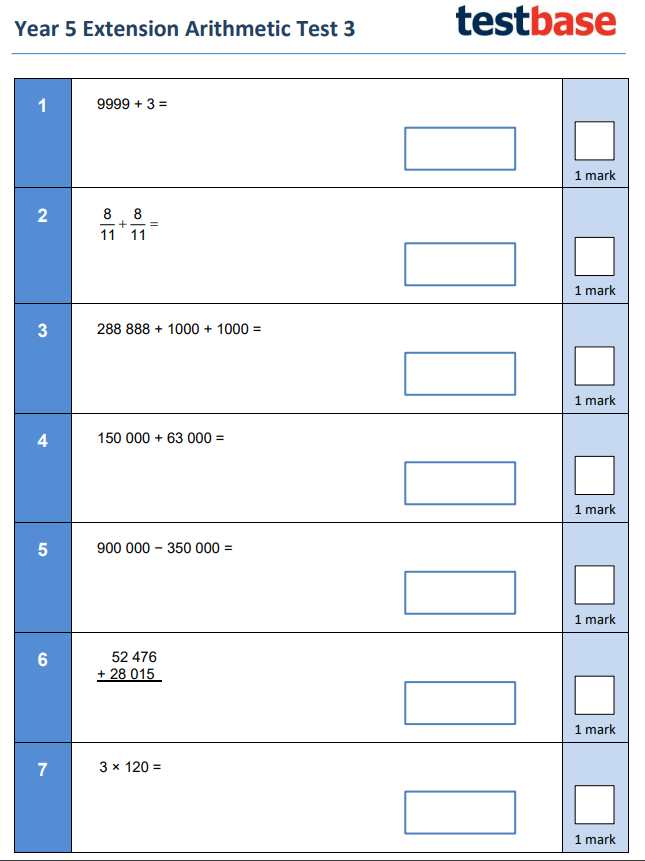 Year 5 Extension Arithmetic Test 3
testbase
1
9999 + 3 =
1 mark
2
8/11 + 8/11 =
1 mark
3
288 888 + 1000 + 1000 =
1 mark
4
150 000 + 63 000 =
1 mark
5
900 000 − 350 000 =
1 mark
6
52 476
+ 28 015
1 mark
7
3 × 120 =
1 mark